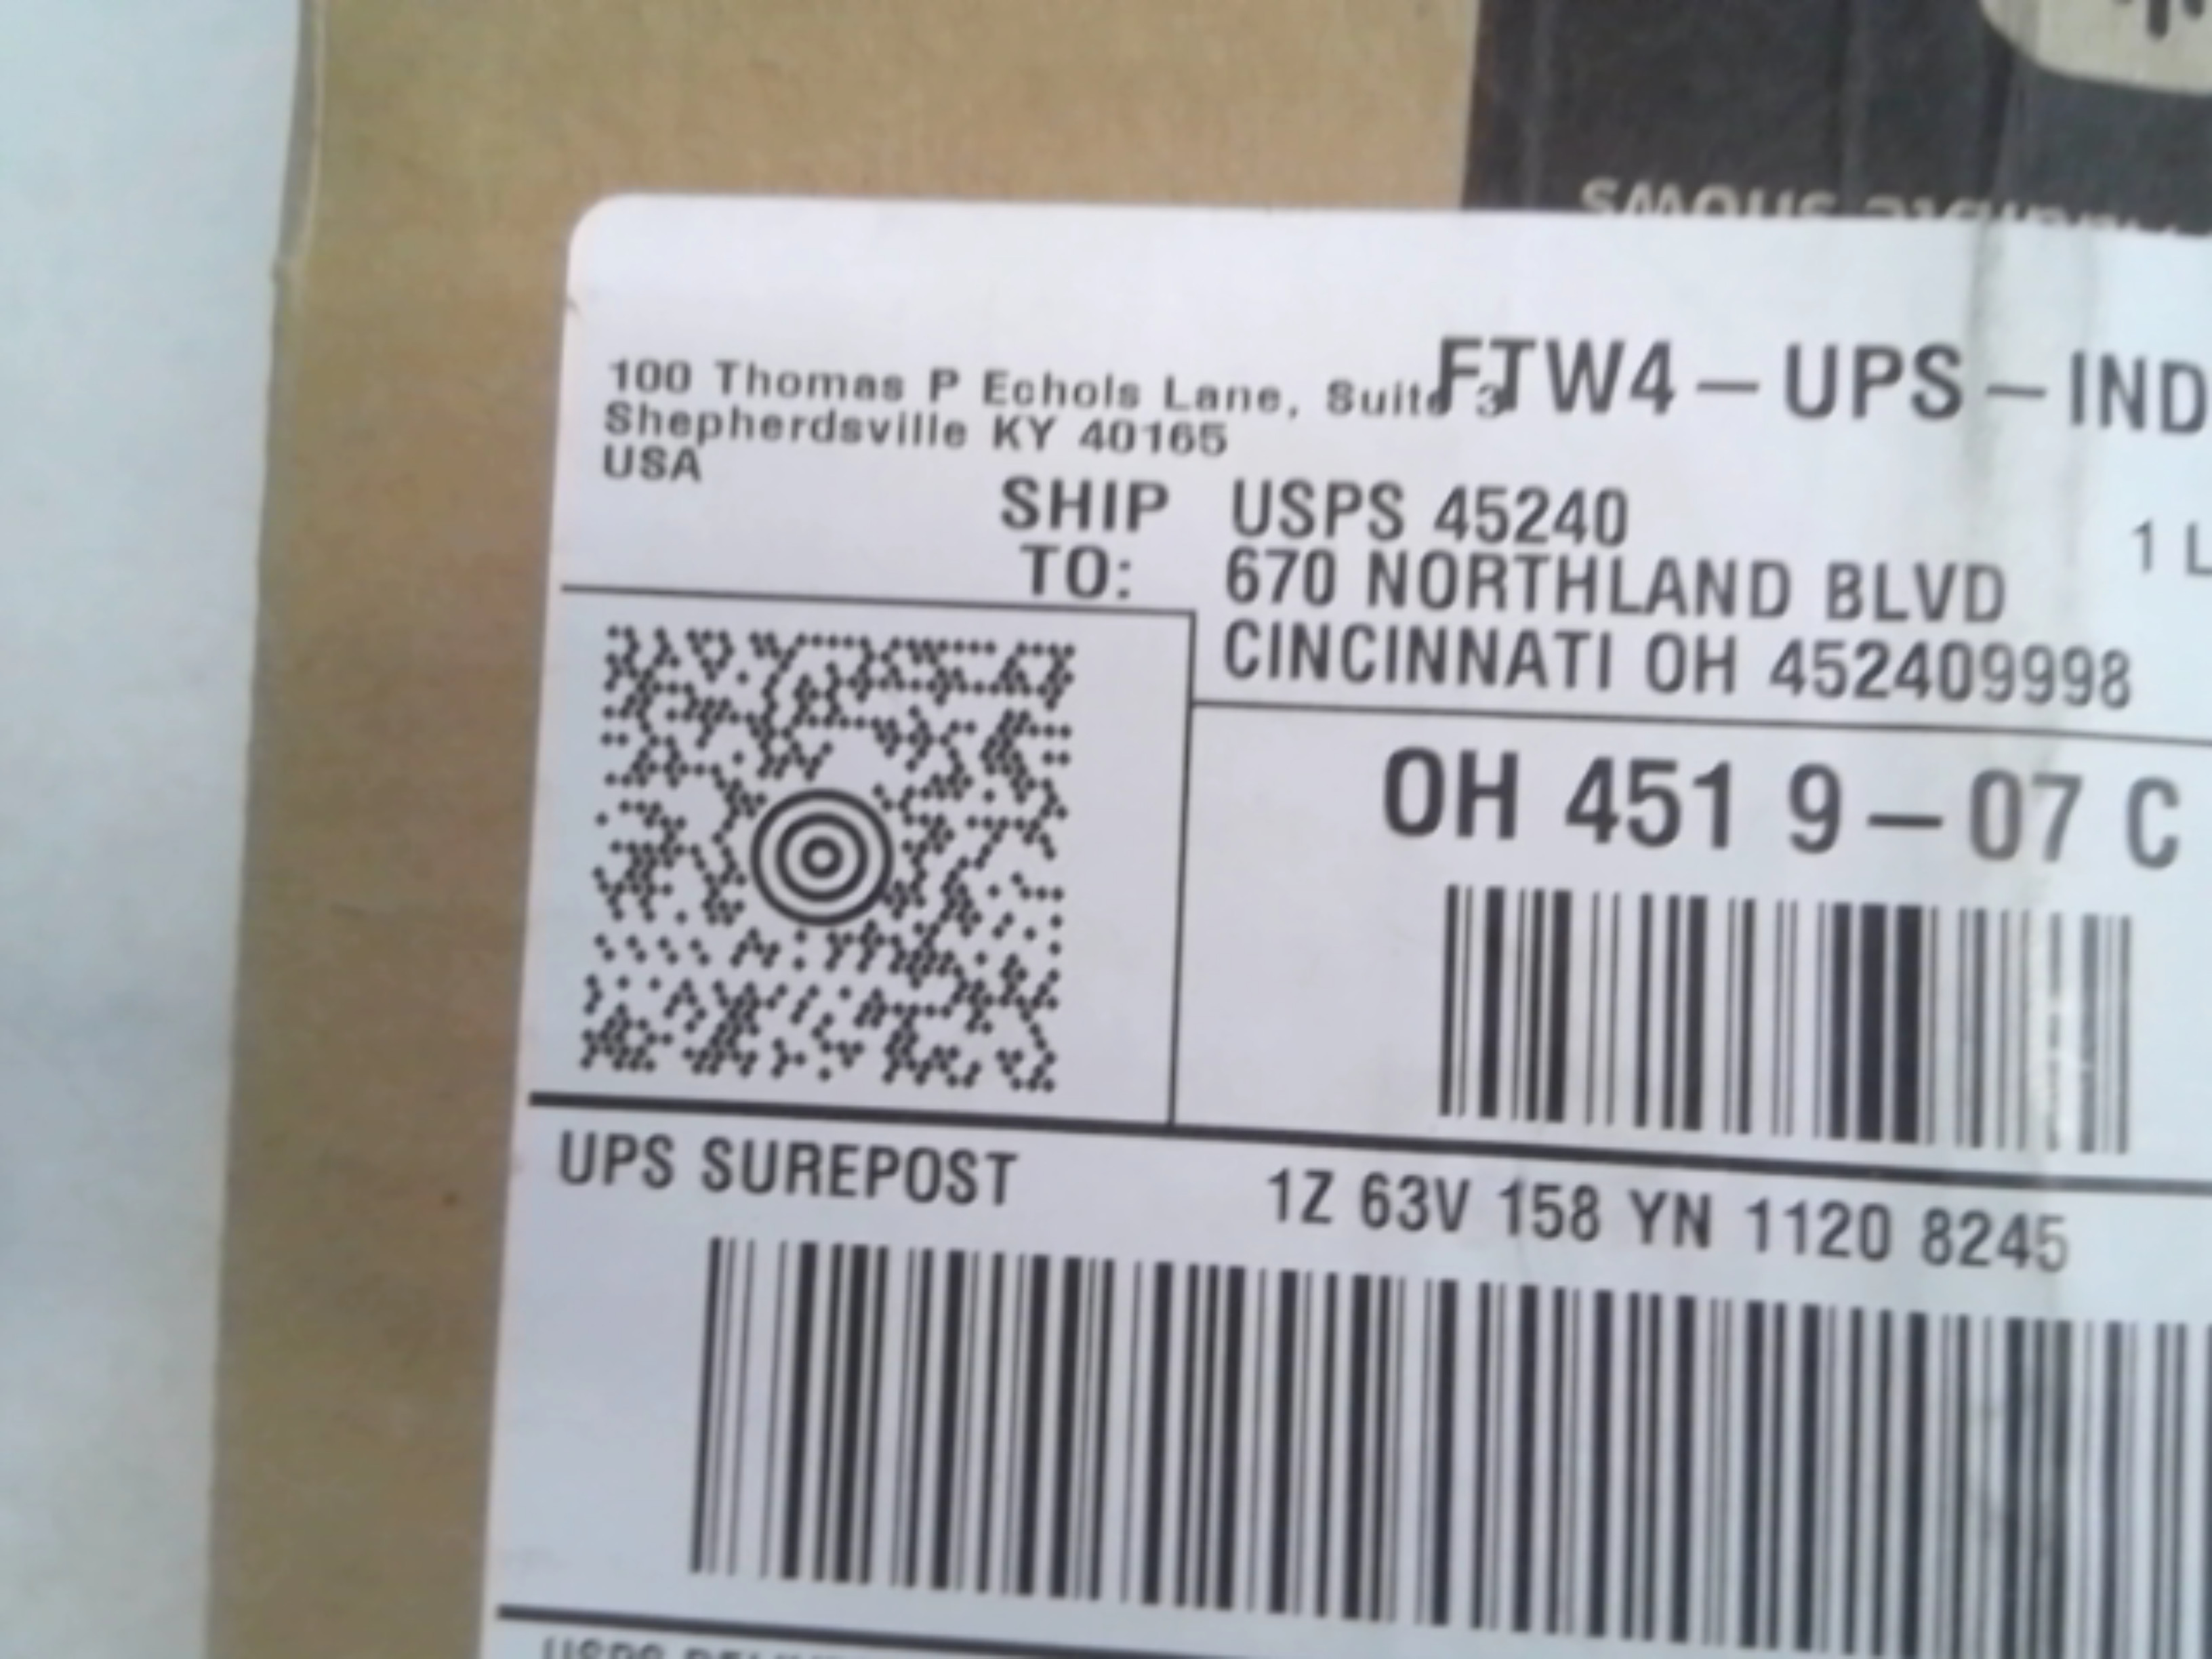 100 Thomas P Echols Lane, Suite 3
FTW4-UPS-IND
Shepherdsville KY 40165
USA
SHIP TO:
USPS 45240
670 NORTHLAND BLVD
CINCINNATI OH 452409998
1 L
OH 451 9-07 C
UPS SUREPOST
1Z 63V 158 YN 1120 8245